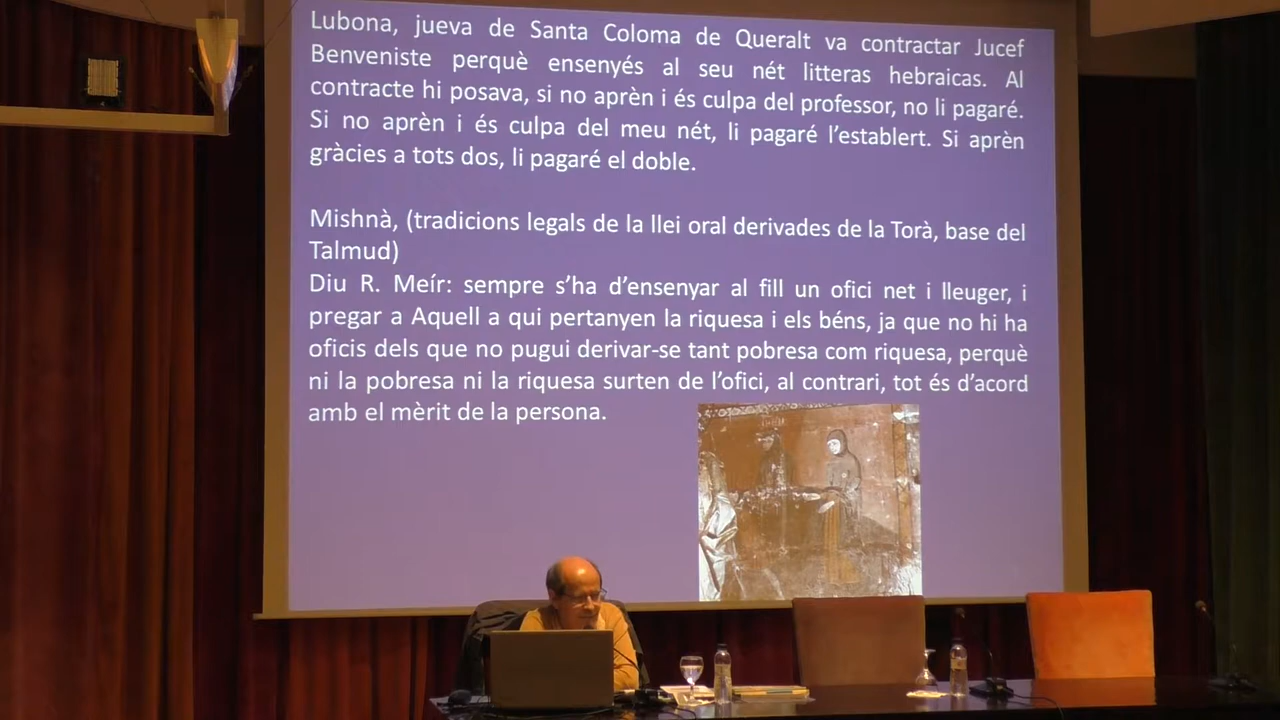 Lubona, jueva de Santa Coloma de Queralt va contractar Jucef
Benveniste perquè ensenyés al seu nét litteras hebraicas. Al
contracte hi posava, si no aprèn i és culpa del professor, no li pagaré.
Si no aprèn i és culpa del meu nét, li pagaré l’establert. Si aprèn
gràcies a tots dos, li pagaré el doble.
Mishnà, (tradicions legals de la llei oral derivades de la Torà, base del
Talmud)
Diu R. Meír: sempre s’ha d’ensenyar al fill un ofici net i lleuger, i
pregar a Aquell a qui pertanyen la riquesa i els béns, ja que no hi ha
oficis dels que no pugui derivar-se tant pobresa com riquesa, perquè
ni la pobresa ni la riquesa surten de l’ofici, al contrari, tot és d’acord
amb el mèrit de la persona.